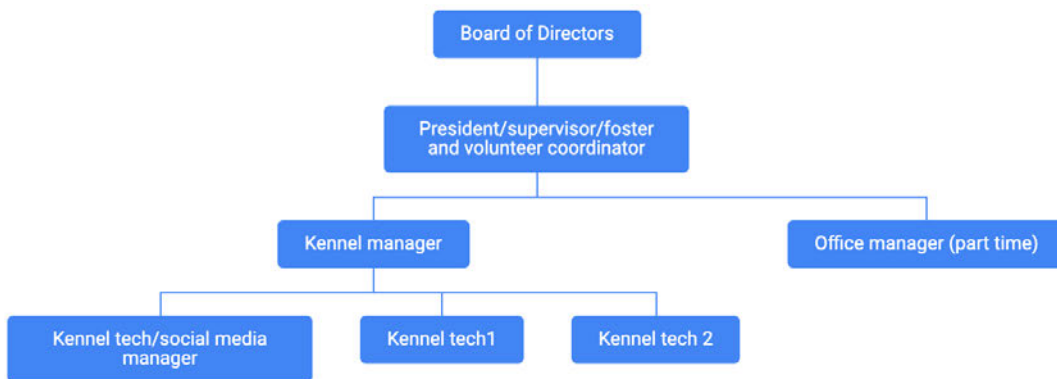 Board of Directors
President/supervisor/foster
and volunteer coordinator
Kennel manager
Office manager (part time)
Kennel tech/social media
manager
Kennel tech1
Kennel tech 2